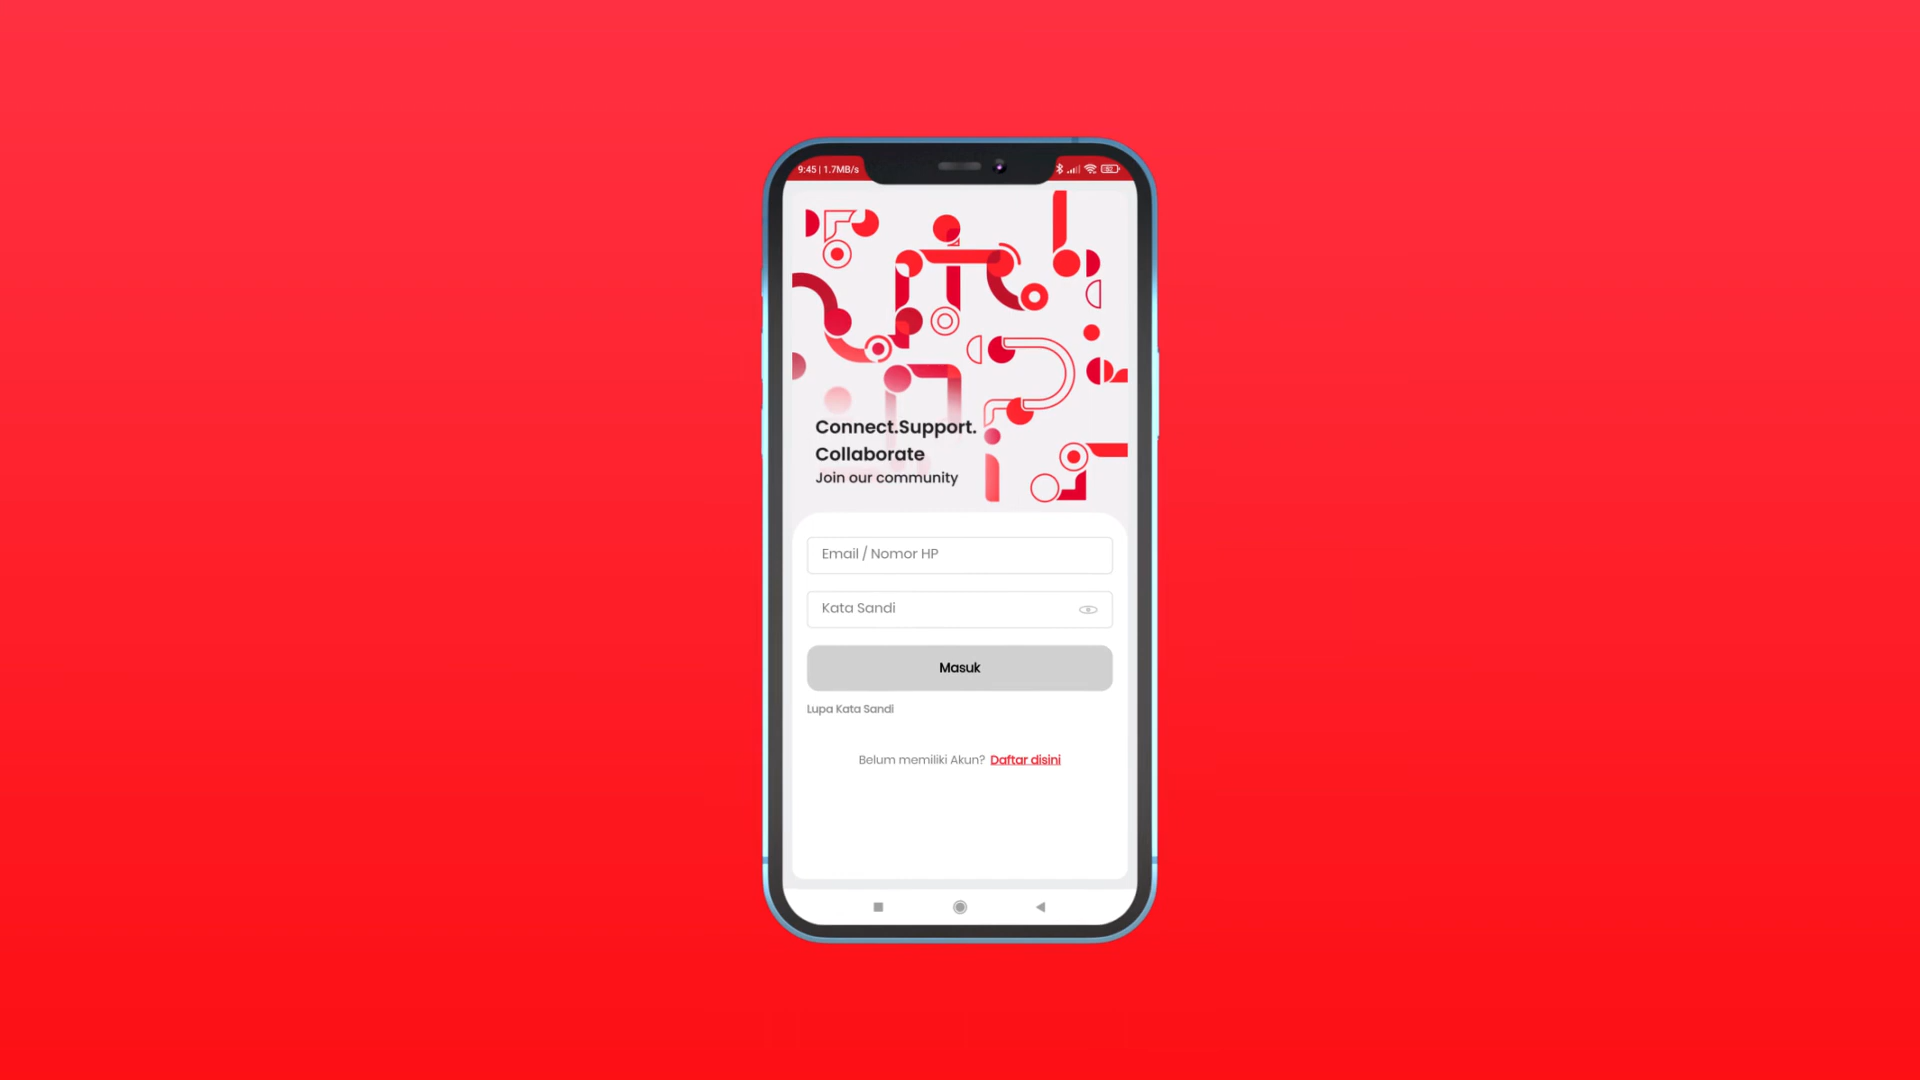 9:45 | 1.7MB/s
Connect.Support.
Collaborate
Join our community
Email / Nomor HP
Kata Sandi
Masuk
Lupa Kata Sandi
Belum memiliki Akun? Daftar disini